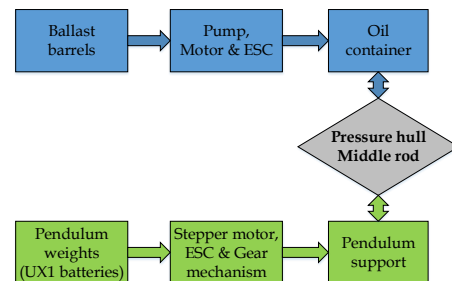 Ballast
barrels
Pump,
Motor & ESC
Oil
container
Pressure hull
Middle rod
Pendulum
weights
(UX1 batteries)
Stepper motor,
ESC & Gear
mechanism
Pendulum
support